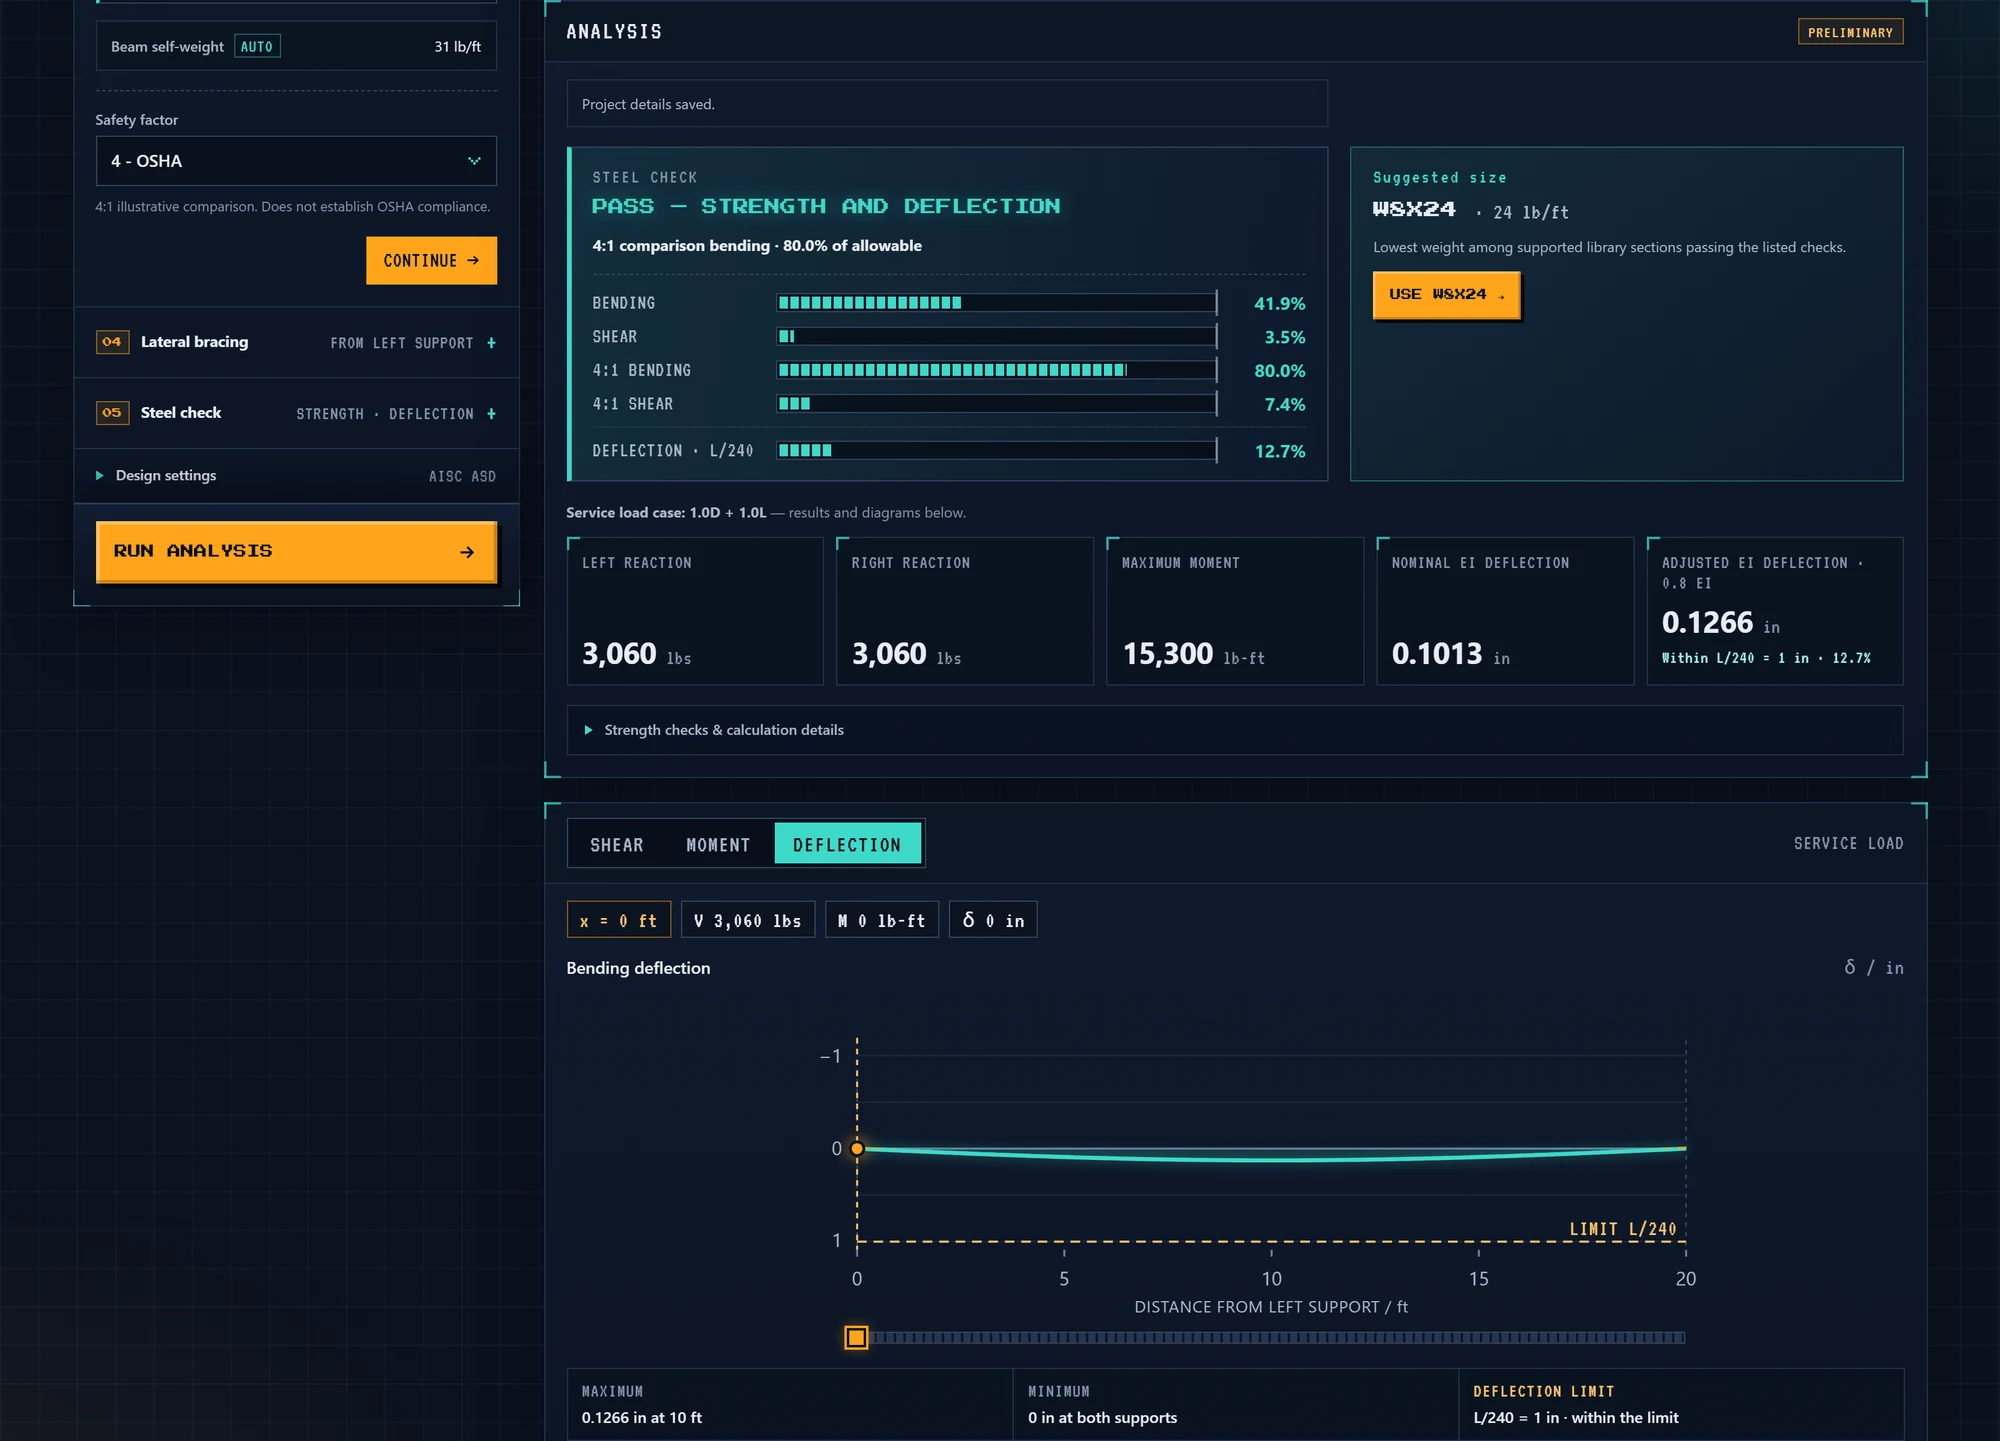 Beam self-weight AUTO 31 lb/ft
Safety factor
4 - OSHA
4:1 illustrative comparison. Does not establish OSHA compliance.
CONTINUE →
04 Lateral bracing FROM LEFT SUPPORT +
05 Steel check STRENGTH · DEFLECTION +
Design settings AISC ASD
RUN ANALYSIS →
ANALYSIS PRELIMINARY
Project details saved.
STEEL CHECK
PASS — STRENGTH AND DEFLECTION
4:1 comparison bending · 80.0% of allowable
BENDING 41.9%
SHEAR 3.5%
4:1 BENDING 80.0%
4:1 SHEAR 7.4%
DEFLECTION · L/240 12.7%
Suggested size
W8X24 · 24 lb/ft
Lowest weight among supported library sections passing the listed checks.
USE W8X24 →
Service load case: 1.0D + 1.0L — results and diagrams below.
LEFT REACTION
3,060 lbs
RIGHT REACTION
3,060 lbs
MAXIMUM MOMENT
15,300 lb-ft
NOMINAL EI DEFLECTION
0.1013 in
ADJUSTED EI DEFLECTION ·
0.8 EI
0.1266 in
Within L/240 = 1 in · 12.7%
Strength checks & calculation details
SHEAR MOMENT DEFLECTION SERVICE LOAD
x = 0 ft V 3,060 lbs M 0 lb-ft δ 0 in
Bending deflection δ / in
−1
0
1
LIMIT L/240
0 5 10 15 20
DISTANCE FROM LEFT SUPPORT / ft
MAXIMUM
0.1266 in at 10 ft
MINIMUM
0 in at both supports
DEFLECTION LIMIT
L/240 = 1 in · within the limit